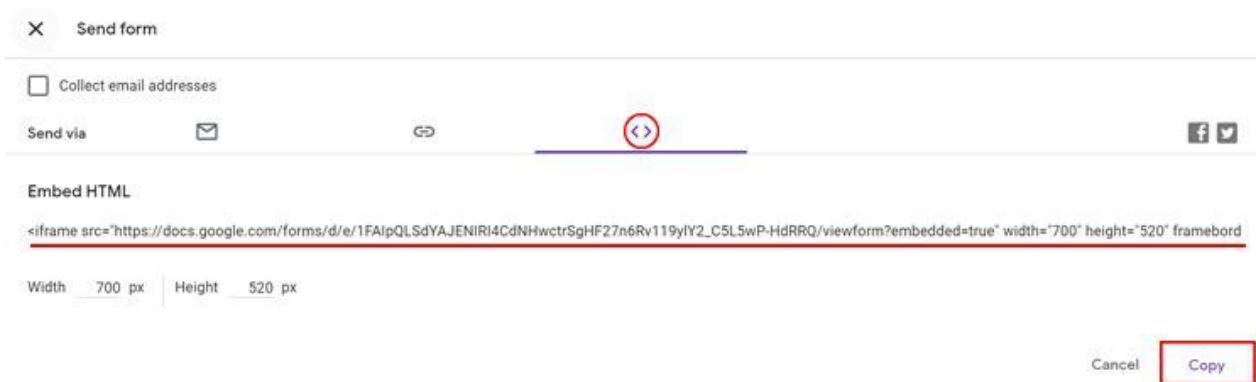 Send form
Collect email addresses
Send via
Embed HTML
<iframe src="https://docs.google.com/forms/d/e/1FAIpQLSdYAJENIRI4CdNHwctrSgHF27n6Rv119ylY2_C5L5wP-HdRRQ/viewform?embedded=true" width="700" height="520" framebord
Width 700 px Height 520 px
Cancel Copy